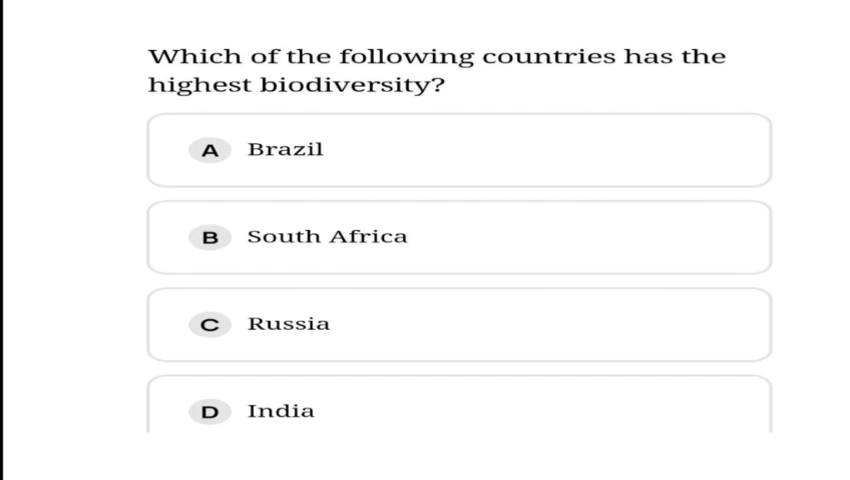 Which of the following countries has the
highest biodiversity?
A Brazil
B South Africa
C Russia
D India